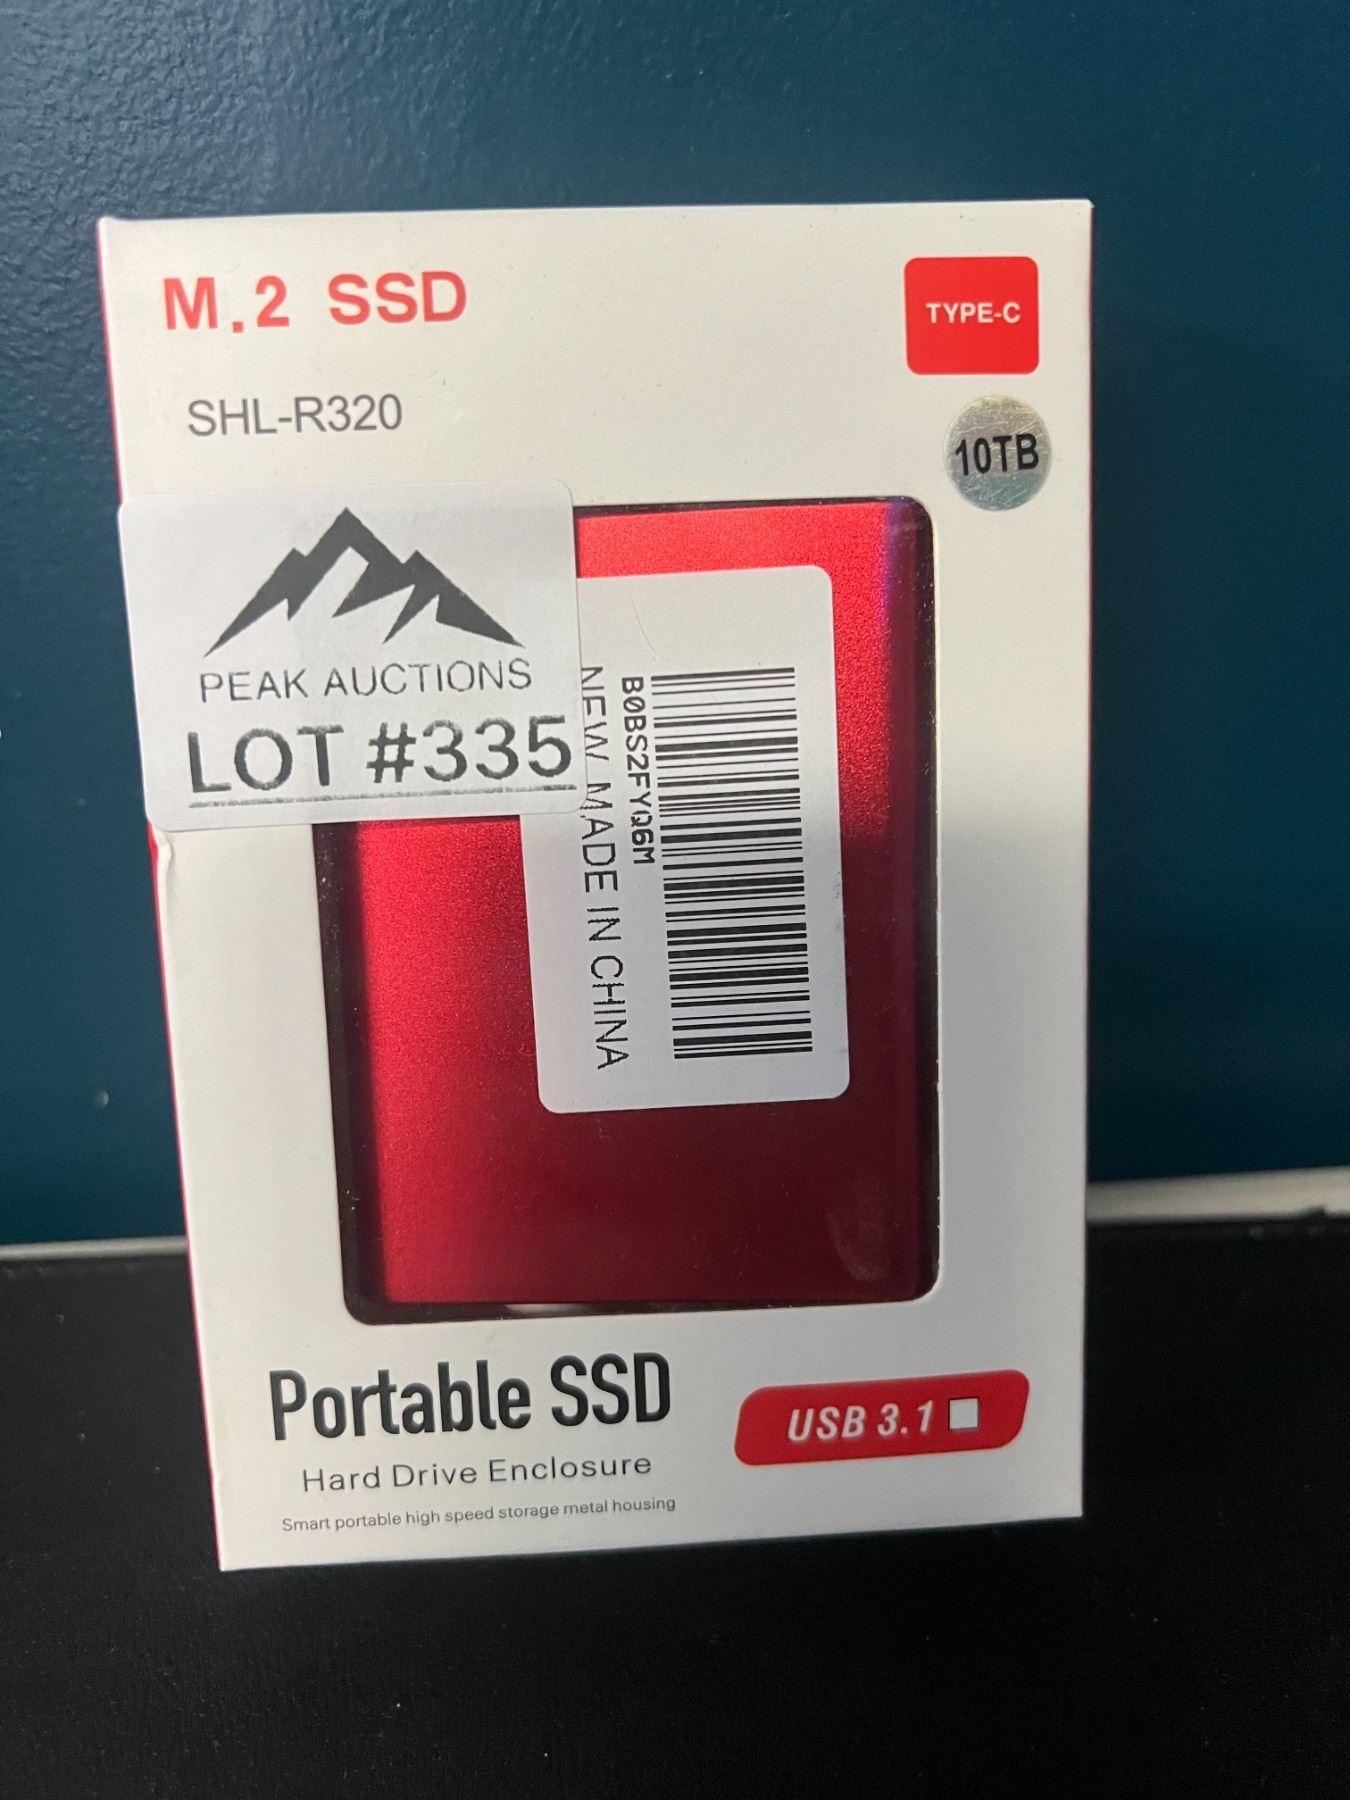 M.2 SSD
TYPE-C
SHL-R320
10TB
PEAK AUCTIONS
LOT #335
B0BS2FYQ6M
NEW MADE IN CHINA
Portable SSD
Hard Drive Enclosure
Smart portable high speed storage metal housing
USB 3.1